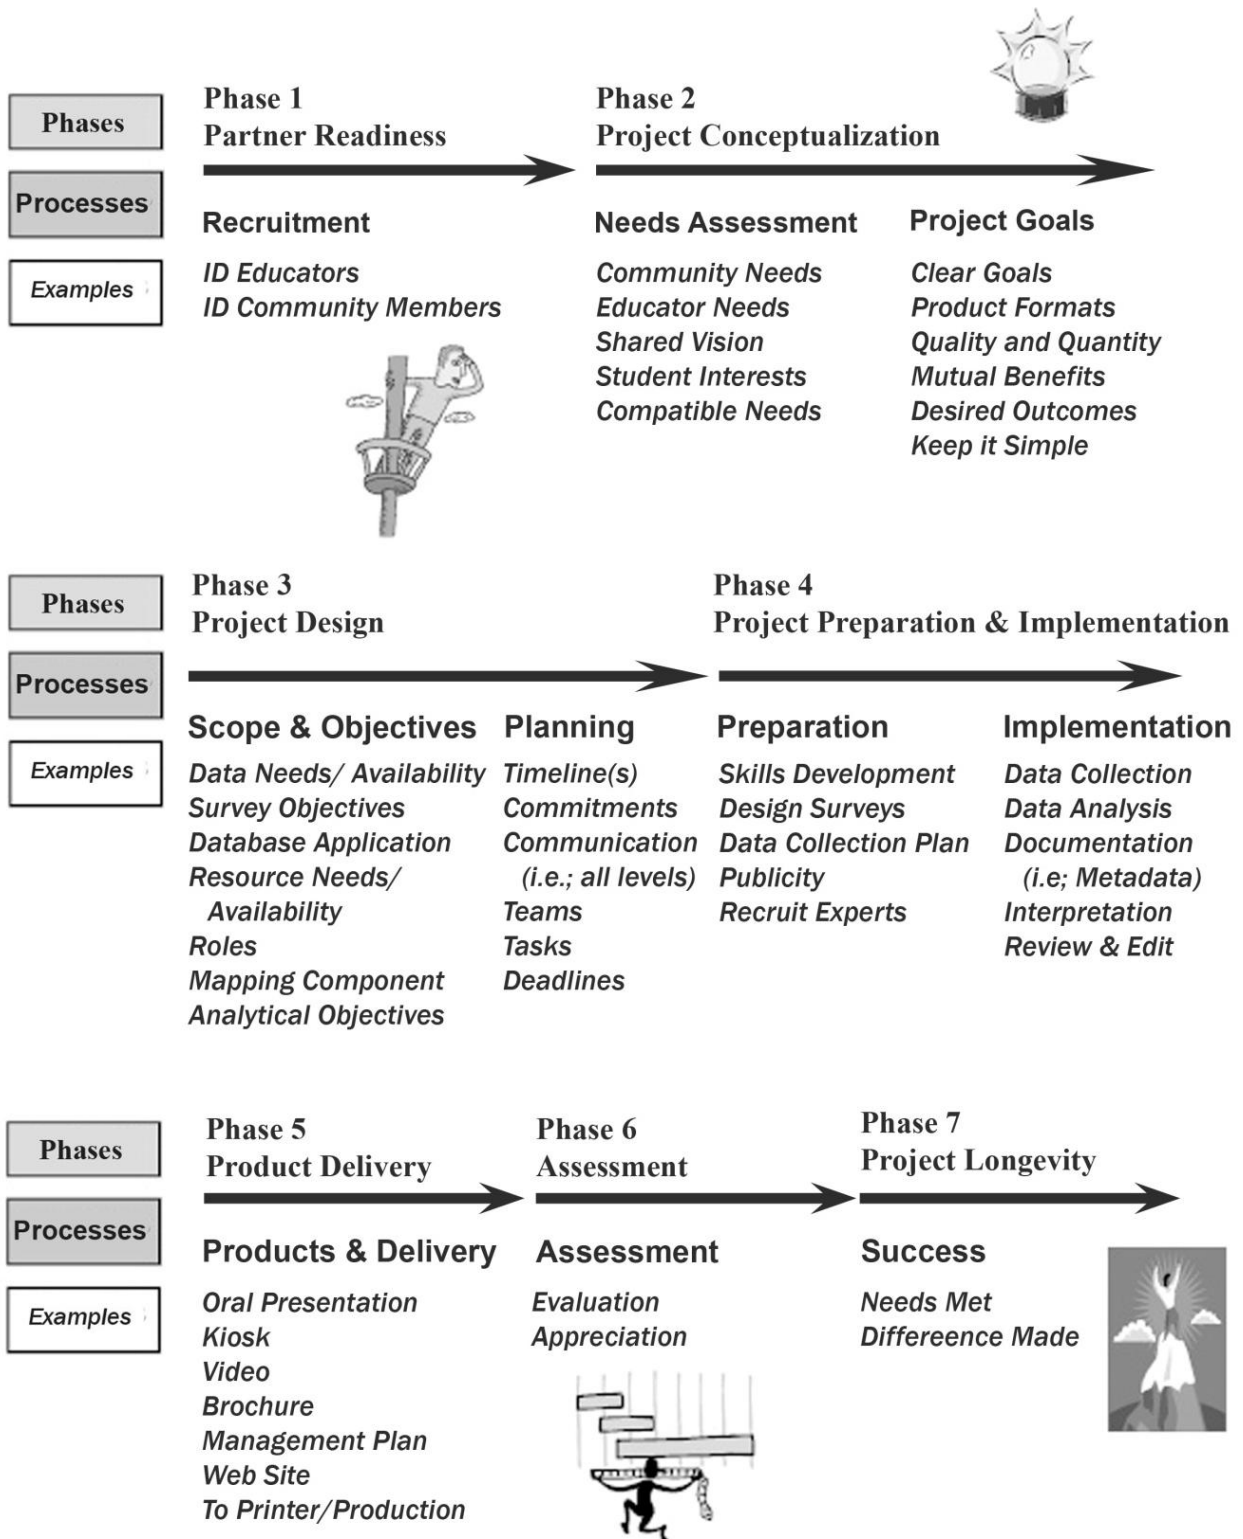 Phases
Processes
Examples
Phase 1
Partner Readiness
Recruitment
ID Educators
ID Community Members
Phase 2
Project Conceptualization
Needs Assessment
Community Needs
Educator Needs
Shared Vision
Student Interests
Compatible Needs
Project Goals
Clear Goals
Product Formats
Quality and Quantity
Mutual Benefits
Desired Outcomes
Keep it Simple
Phases
Processes
Examples
Phase 3
Project Design
Scope & Objectives
Data Needs/ Availability
Survey Objectives
Database Application
Resource Needs/
Availability
Roles
Mapping Component
Analytical Objectives
Planning
Timeline(s)
Commitments
Communication
(i.e.; all levels)
Teams
Tasks
Deadlines
Phase 4
Project Preparation & Implementation
Preparation
Skills Development
Design Surveys
Data Collection Plan
Publicity
Recruit Experts
Implementation
Data Collection
Data Analysis
Documentation
(i.e; Metadata)
Interpretation
Review & Edit
Phases
Processes
Examples
Phase 5
Product Delivery
Products & Delivery
Oral Presentation
Kiosk
Video
Brochure
Management Plan
Web Site
To Printer/Production
Phase 6
Assessment
Assessment
Evaluation
Appreciation
Phase 7
Project Longevity
Success
Needs Met
Differeence Made